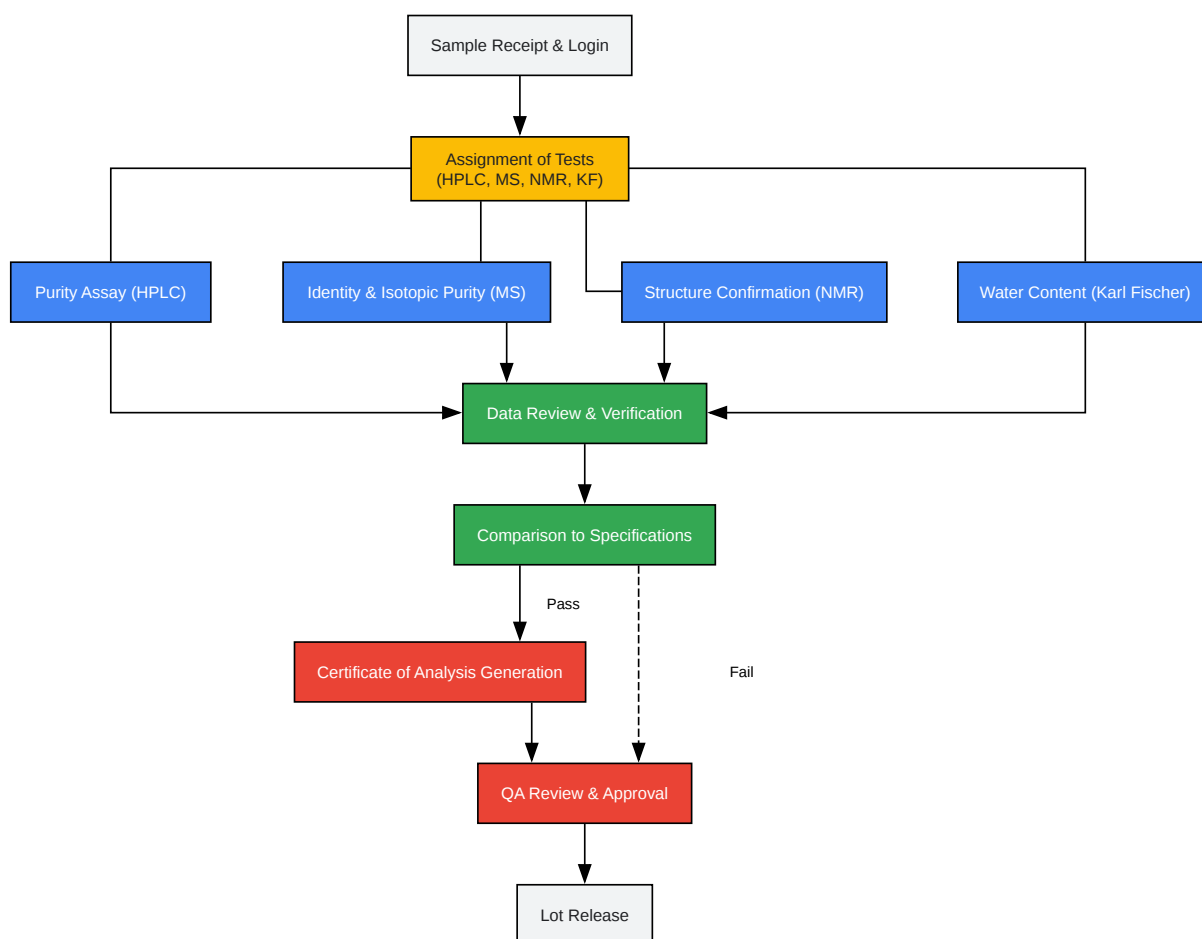 Sample Receipt & Login
Assignment of Tests
(HPLC, MS, NMR, KF)
Purity Assay (HPLC)
Identity & Isotopic Purity (MS)
Structure Confirmation (NMR)
Water Content (Karl Fischer)
Data Review & Verification
Comparison to Specifications
Pass
Certificate of Analysis Generation
Fail
QA Review & Approval
Lot Release